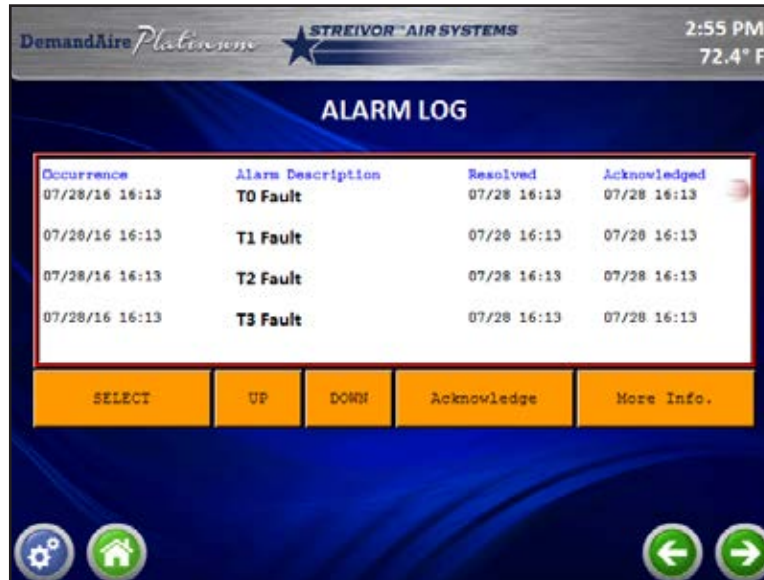 DemandAire Platinum STREIVOR™ AIR SYSTEMS 2:55 PM
72.4° F
ALARM LOG
Occurrence Alarm Description Resolved Acknowledged
07/28/16 16:13 T0 Fault 07/28 16:13 07/28 16:13
07/28/16 16:13 T1 Fault 07/28 16:13 07/28 16:13
07/28/16 16:13 T2 Fault 07/28 16:13 07/28 16:13
07/28/16 16:13 T3 Fault 07/28 16:13 07/28 16:13
SELECT UP DOWN Acknowledge More Info.